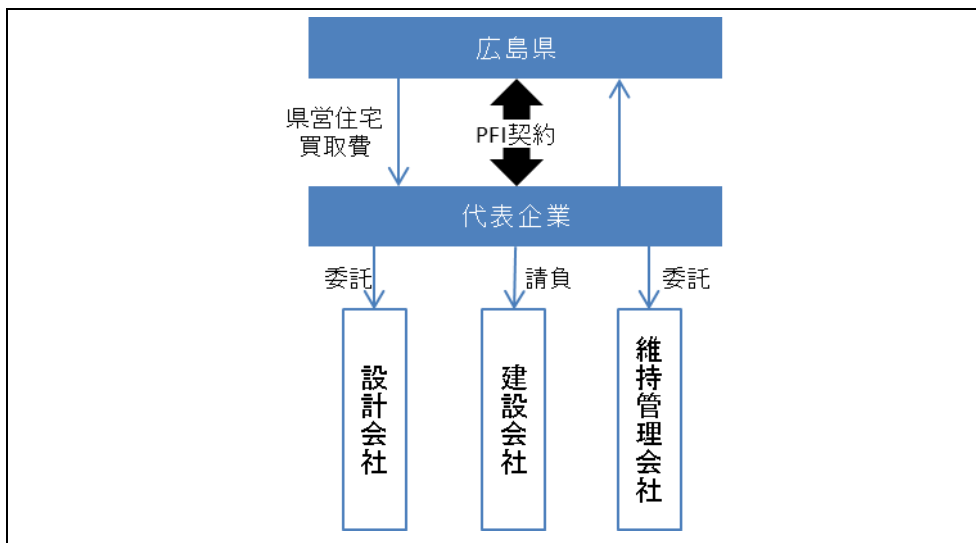 広島県
県営住宅
買取費
PFI契約
代表企業
委託
請負
委託
設計会社
建設会社
維持管理会社